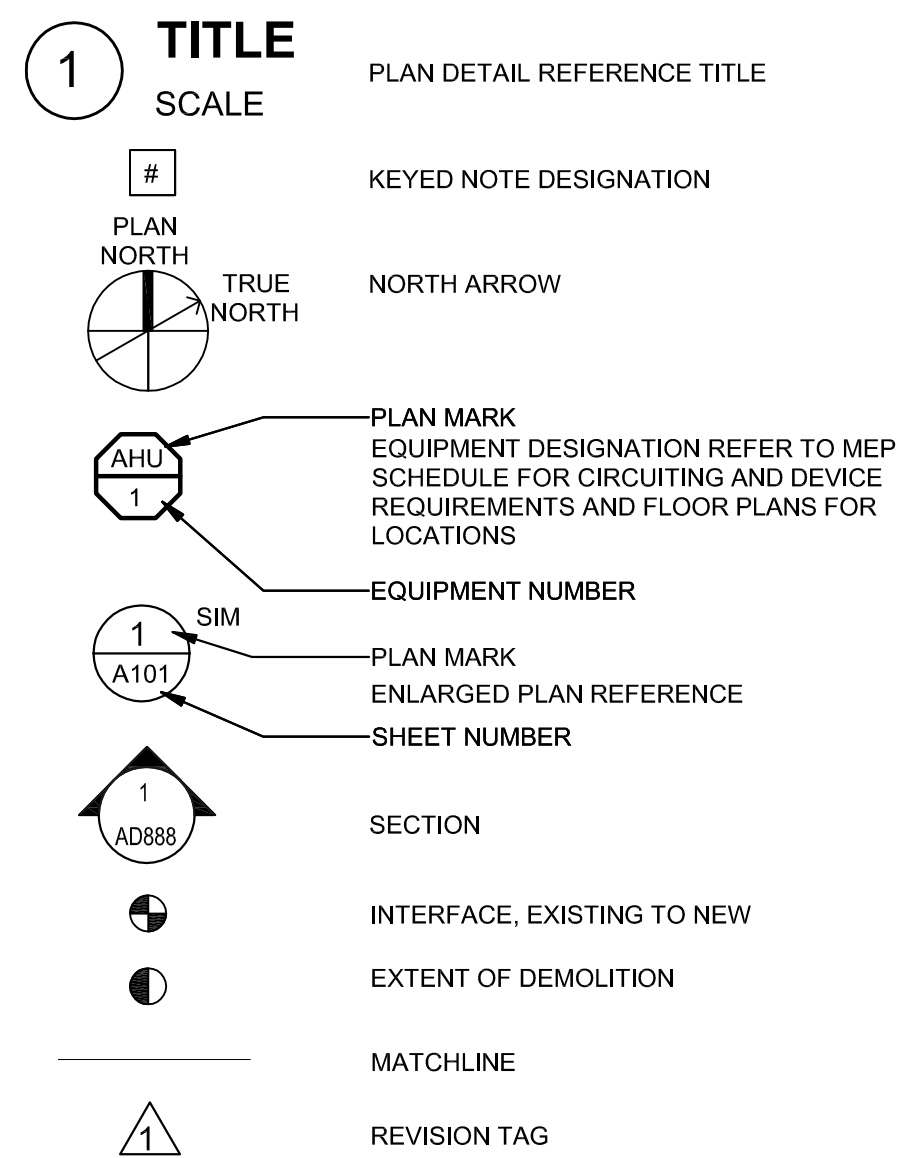 1
TITLE
SCALE
PLAN DETAIL REFERENCE TITLE
#
KEYED NOTE DESIGNATION
PLAN
NORTH
TRUE
NORTH
NORTH ARROW
AHU
1
PLAN MARK
EQUIPMENT DESIGNATION REFER TO MEP
SCHEDULE FOR CIRCUITING AND DEVICE
REQUIREMENTS AND FLOOR PLANS FOR
LOCATIONS
EQUIPMENT NUMBER
1
A101
SIM
PLAN MARK
ENLARGED PLAN REFERENCE
SHEET NUMBER
1
AD888
SECTION
INTERFACE, EXISTING TO NEW
EXTENT OF DEMOLITION
MATCHLINE
1
REVISION TAG